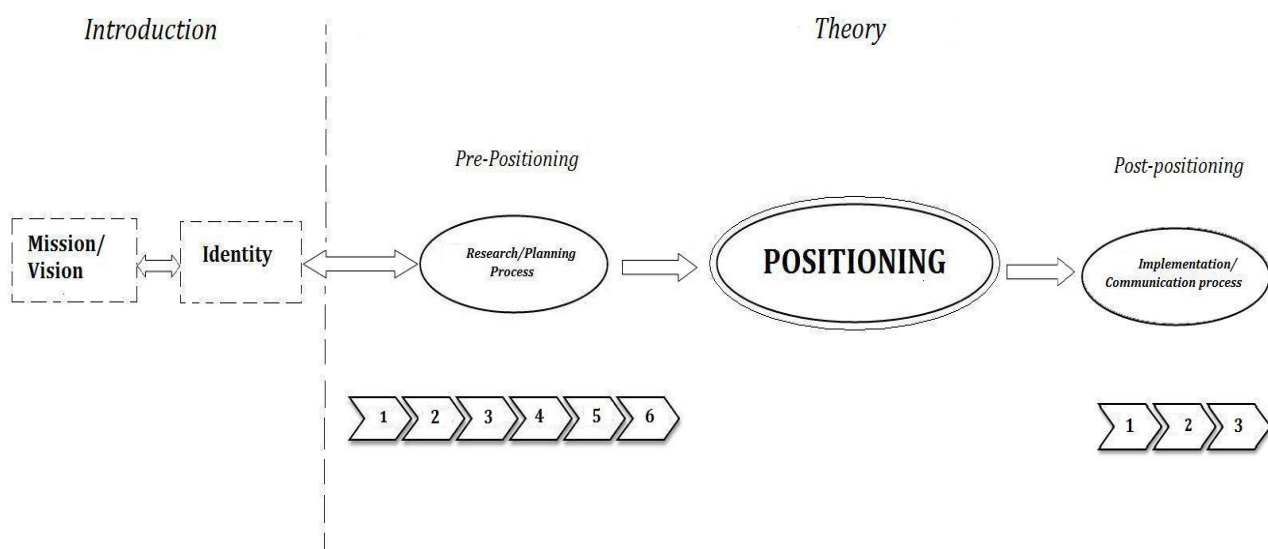 Introduction
Theory
Pre-Positioning
Post-positioning
Mission/
Vision
Identity
Research/Planning
Process
POSITIONING
Implementation/
Communication process
1 2 3 4 5 6
1 2 3